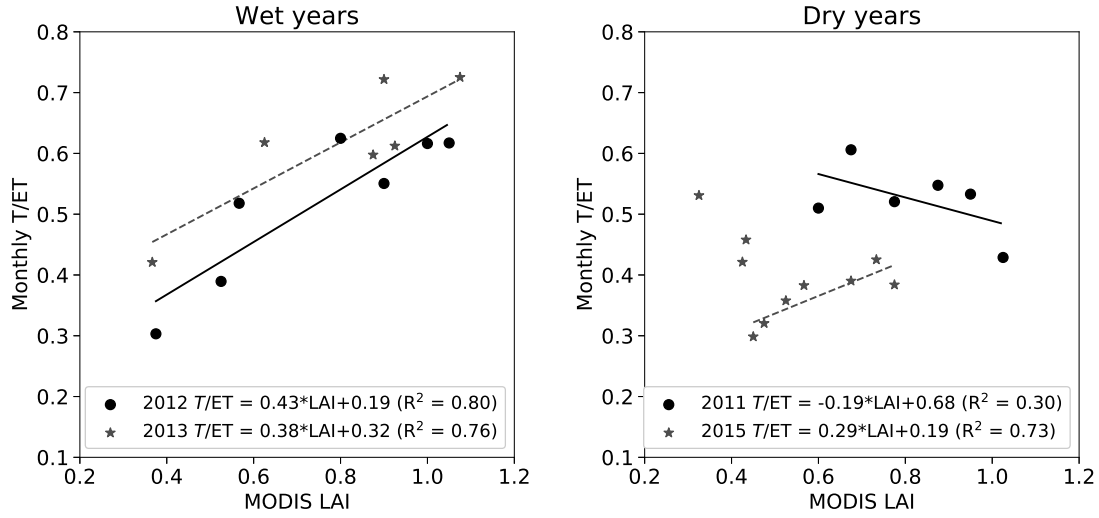 Wet years
0.8
0.7
0.6
0.5
0.4
0.3
0.2
0.1
Monthly T/ET
2012 T/ET = 0.43*LAI+0.19 (R² = 0.80)
2013 T/ET = 0.38*LAI+0.32 (R² = 0.76)
0.2 0.4 0.6 0.8 1.0 1.2
MODIS LAI
Dry years
0.8
0.7
0.6
0.5
0.4
0.3
0.2
0.1
Monthly T/ET
2011 T/ET = -0.19*LAI+0.68 (R² = 0.30)
2015 T/ET = 0.29*LAI+0.19 (R² = 0.73)
0.2 0.4 0.6 0.8 1.0 1.2
MODIS LAI